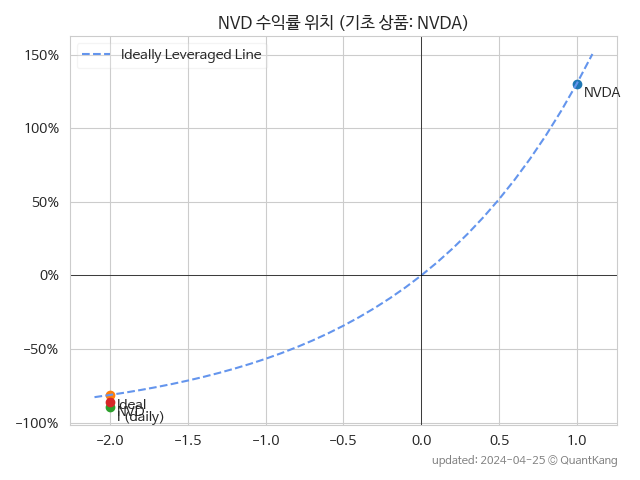 NVD 수익률 위치 (기초 상품: NVDA)
150%
100%
50%
0%
−50%
−100%
Ideally Leveraged Line
NVDA
Ideal
NVD
(daily)
−2.0 −1.5 −1.0 −0.5 0.0 0.5 1.0
updated: 2024-04-25 © QuantKang